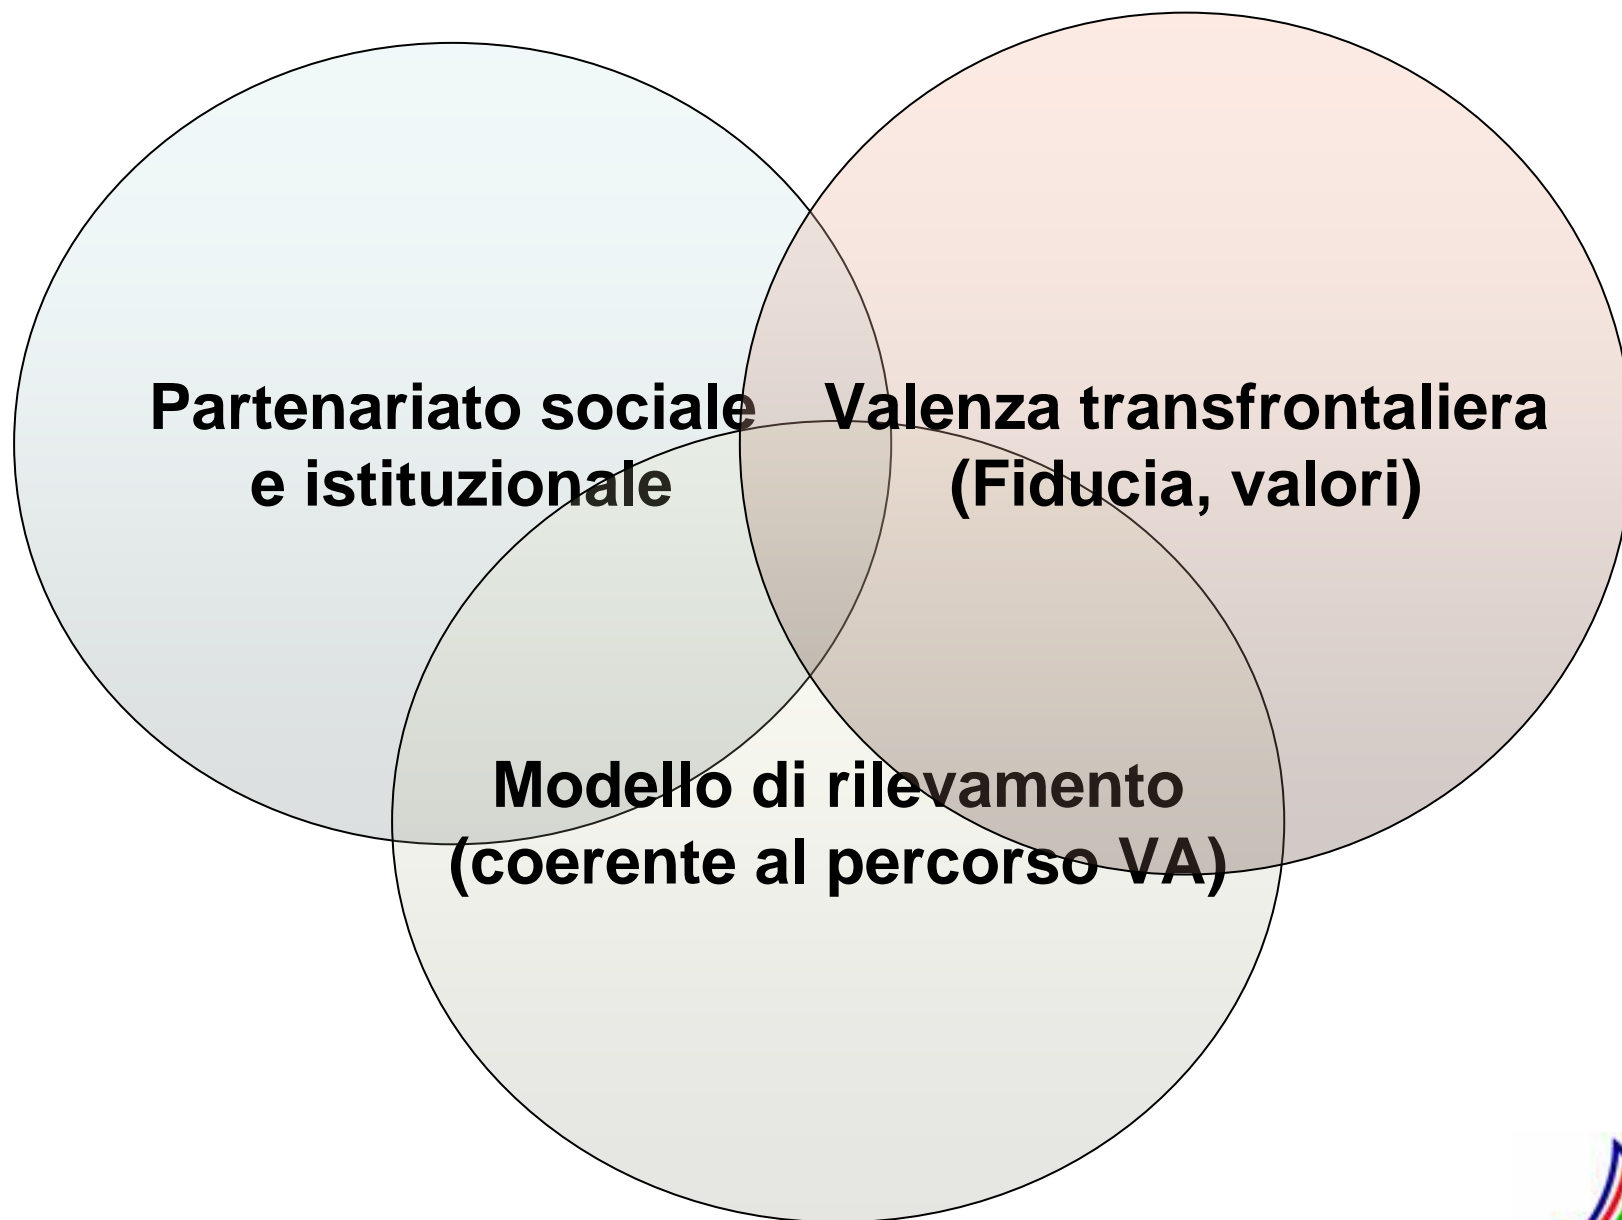 Partenariato sociale
e istituzionale
Valenza transfrontaliera
(Fiducia, valori)
Modello di rilevamento
(coerente al percorso VA)